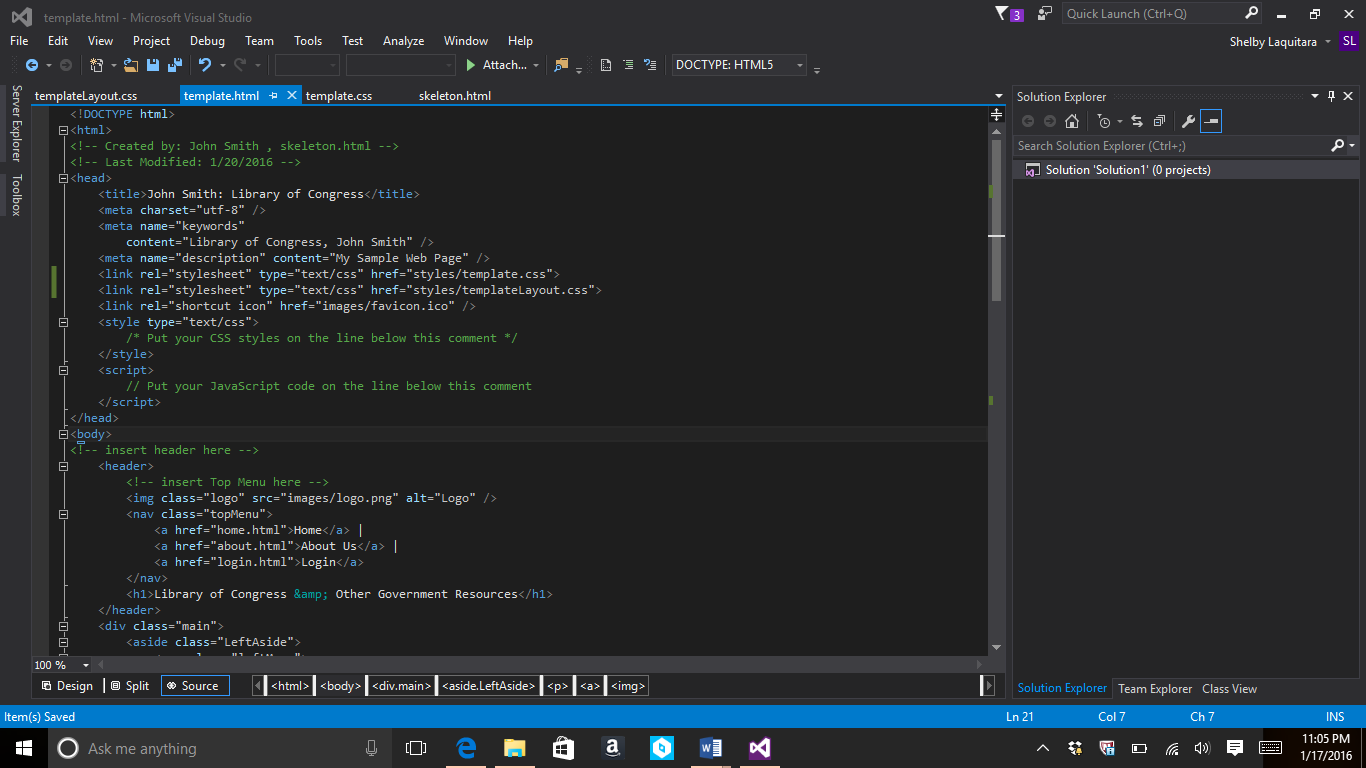 template.html - Microsoft Visual Studio
3
Quick Launch (Ctrl+Q)
File Edit View Project Debug Team Tools Test Analyze Window Help
Shelby Laquitara SL
Attach... DOCTYPE: HTML5
Server Explorer
Toolbox
templateLayout.css template.html template.css skeleton.html
<!DOCTYPE html>
<html>
<!-- Created by: John Smith , skeleton.html -->
<!-- Last Modified: 1/20/2016 -->
<head>
<title>John Smith: Library of Congress</title>
<meta charset="utf-8" />
<meta name="keywords"
content="Library of Congress, John Smith" />
<meta name="description" content="My Sample Web Page" />
<link rel="stylesheet" type="text/css" href="styles/template.css">
<link rel="stylesheet" type="text/css" href="styles/templateLayout.css">
<link rel="shortcut icon" href="images/favicon.ico" />
<style type="text/css">
/* Put your CSS styles on the line below this comment */
</style>
<script>
// Put your JavaScript code on the line below this comment
</script>
</head>
<body>
<!-- insert header here -->
<header>
<!-- insert Top Menu here -->
<img class="logo" src="images/logo.png" alt="Logo" />
<nav class="topMenu">
<a href="home.html">Home</a> |
<a href="about.html">About Us</a> |
<a href="login.html">Login</a>
</nav>
<h1>Library of Congress &amp; Other Government Resources</h1>
</header>
<div class="main">
<aside class="LeftAside">
100 %
Design Split Source <html> <body> <div.main> <aside.LeftAside> <p> <a> <img>
Solution Explorer
Search Solution Explorer (Ctrl+;)
Solution 'Solution1' (0 projects)
Solution Explorer Team Explorer Class View
Item(s) Saved Ln 21 Col 7 Ch 7 INS
Ask me anything
11:05 PM
1/17/2016